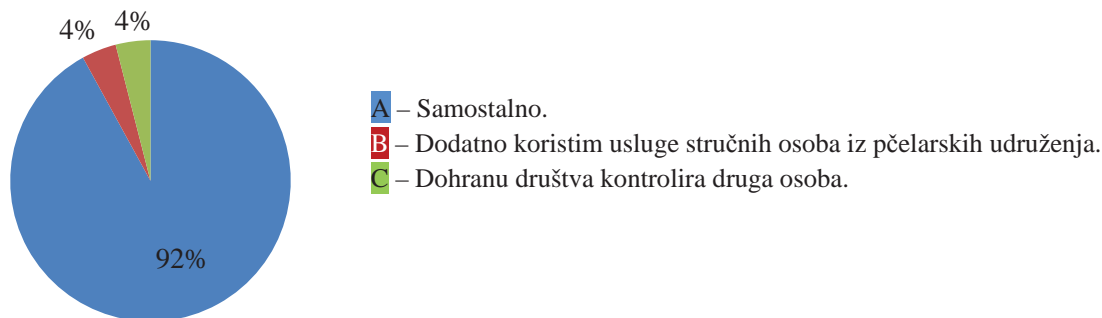 4% 4%
A – Samostalno.
B – Dodatno koristim usluge stručnih osoba iz pčelarskih udruženja.
C – Dohranu društva kontrolira druga osoba.
92%